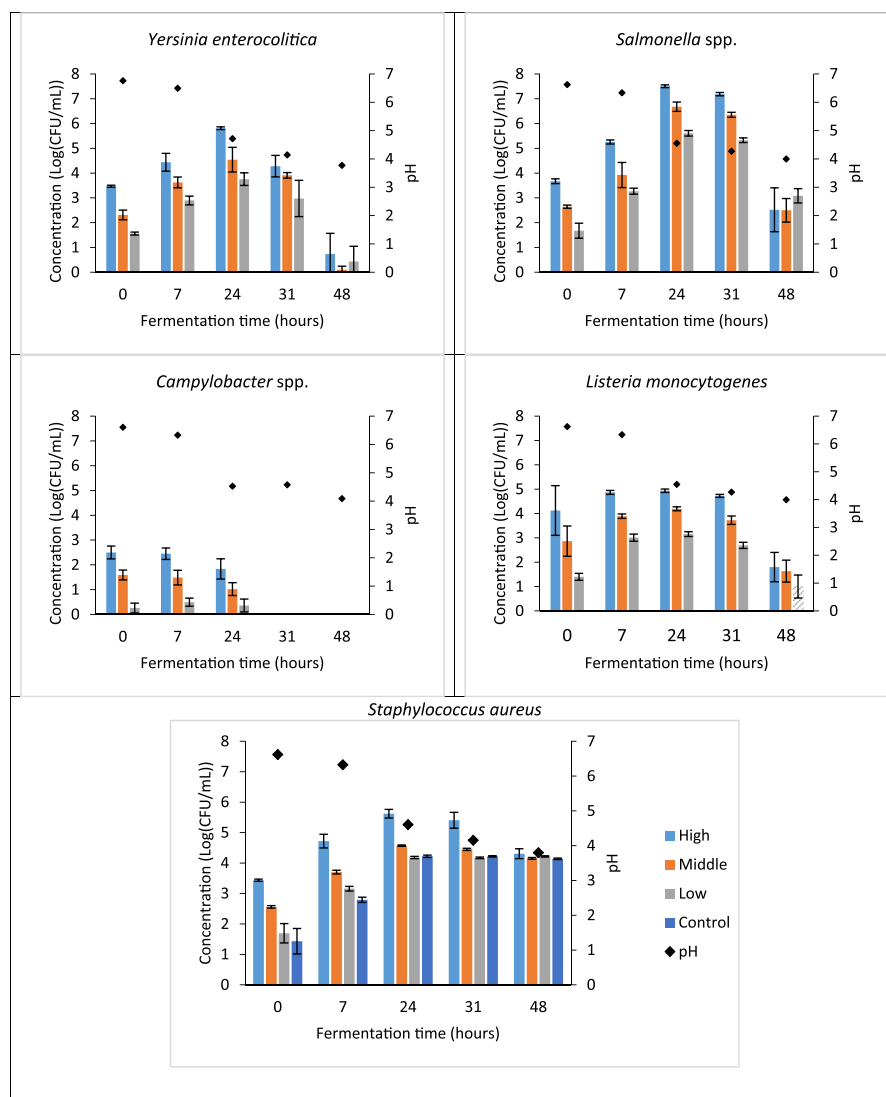 Yersinia enterocolitica
Concentration (Log(CFU/mL))
8
7
6
5
4
3
2
1
0
7
6
5
4
3
2
1
0
pH
0 7 24 31 48
Fermentation time (hours)
Salmonella spp.
Concentration (Log(CFU/mL))
8
7
6
5
4
3
2
1
0
7
6
5
4
3
2
1
0
pH
0 7 24 31 48
Fermentation time (hours)
Campylobacter spp.
Concentration (Log(CFU/mL))
8
7
6
5
4
3
2
1
0
7
6
5
4
3
2
1
0
pH
0 7 24 31 48
Fermentation time (hours)
Listeria monocytogenes
Concentration (Log(CFU/mL))
8
7
6
5
4
3
2
1
0
7
6
5
4
3
2
1
0
pH
0 7 24 31 48
Fermentation time (hours)
Staphylococcus aureus
Concentration (Log(CFU/mL))
8
7
6
5
4
3
2
1
0
7
6
5
4
3
2
1
0
pH
0 7 24 31 48
Fermentation time (hours)
High
Middle
Low
Control
pH